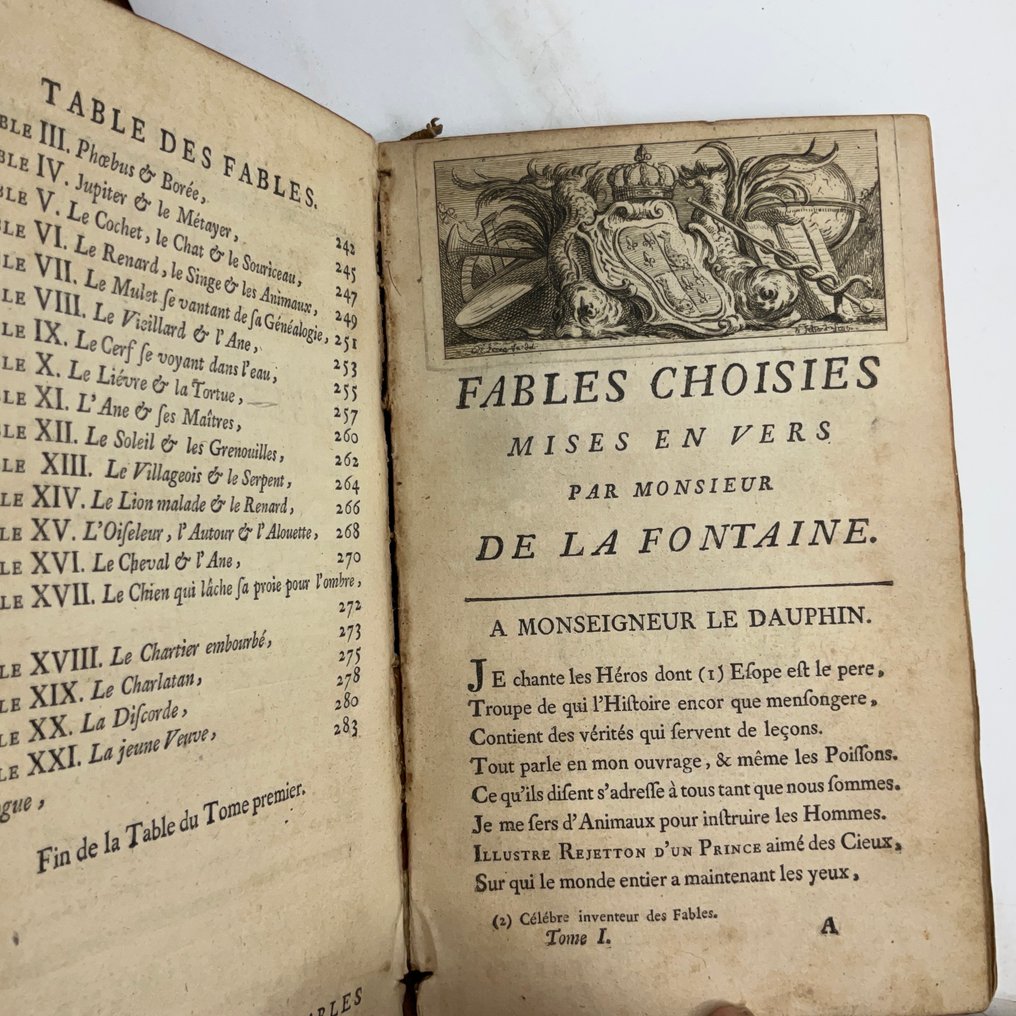 TABLE DES FABLES.
BLE III. Phœbus & Borée, 242
BLE IV. Jupiter & le Métayer, 245
BLE V. Le Cochet, le Chat & le Souriceau, 247
LE VI. Le Renard, le Singe & les Animaux, 249
LE VII. Le Mulet ſe vantant de ſa Généalogie, 251
LE VIII. Le Vieillard & l'Ane, 253
LE IX. Le Cerf ſe voyant dans l'eau, 255
LE X. Le Liévre & la Tortue, 257
LE XI. L'Ane & ſes Maîtres, 260
LE XII. Le Soleil & les Grenouilles, 262
LE XIII. Le Villageois & le Serpent, 264
LE XIV. Le Lion malade & le Renard, 266
LE XV. L'Oiſeleur, l'Autour & l'Alouette, 268
LE XVI. Le Cheval & l'Ane, 270
LE XVII. Le Chien qui lâche ſa proie pour l'ombre,
272
LE XVIII. Le Chartier embourbé, 273
LE XIX. Le Charlatan, 275
LE XX. La Diſcorde, 278
LE XXI. La jeune Veuve, 280
ogue, 283
Fin de la Table du Tome premier.
ABLES
FABLES CHOISIES
MISES EN VERS
PAR MONSIEUR
DE LA FONTAINE.
A MONSEIGNEUR LE DAUPHIN.
JE chante les Héros dont (1) Eſope eſt le pere,
Troupe de qui l'Hiſtoire encor que menſongere,
Contient des vérités qui ſervent de leçons.
Tout parle en mon ouvrage, & même les Poiſſons.
Ce qu'ils diſent s'adreſſe à tous tant que nous ſommes.
Je me ſers d'Animaux pour inſtruire les Hommes.
ILLUSTRE REJETTON D'UN PRINCE aimé des Cieux,
Sur qui le monde entier a maintenant les yeux,
(2) Célébre inventeur des Fables.
Tome I. A